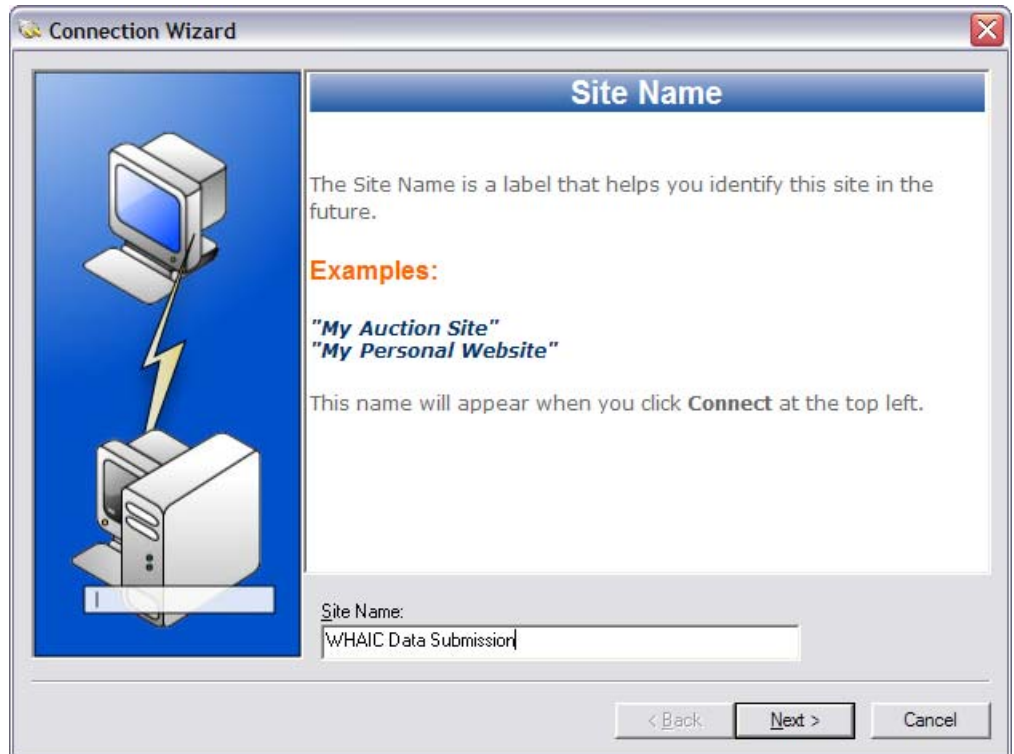 Connection Wizard
Site Name
The Site Name is a label that helps you identify this site in the
future.
Examples:
"My Auction Site"
"My Personal Website"
This name will appear when you click Connect at the top left.
Site Name:
WHAIC Data Submission
< Back
Next >
Cancel